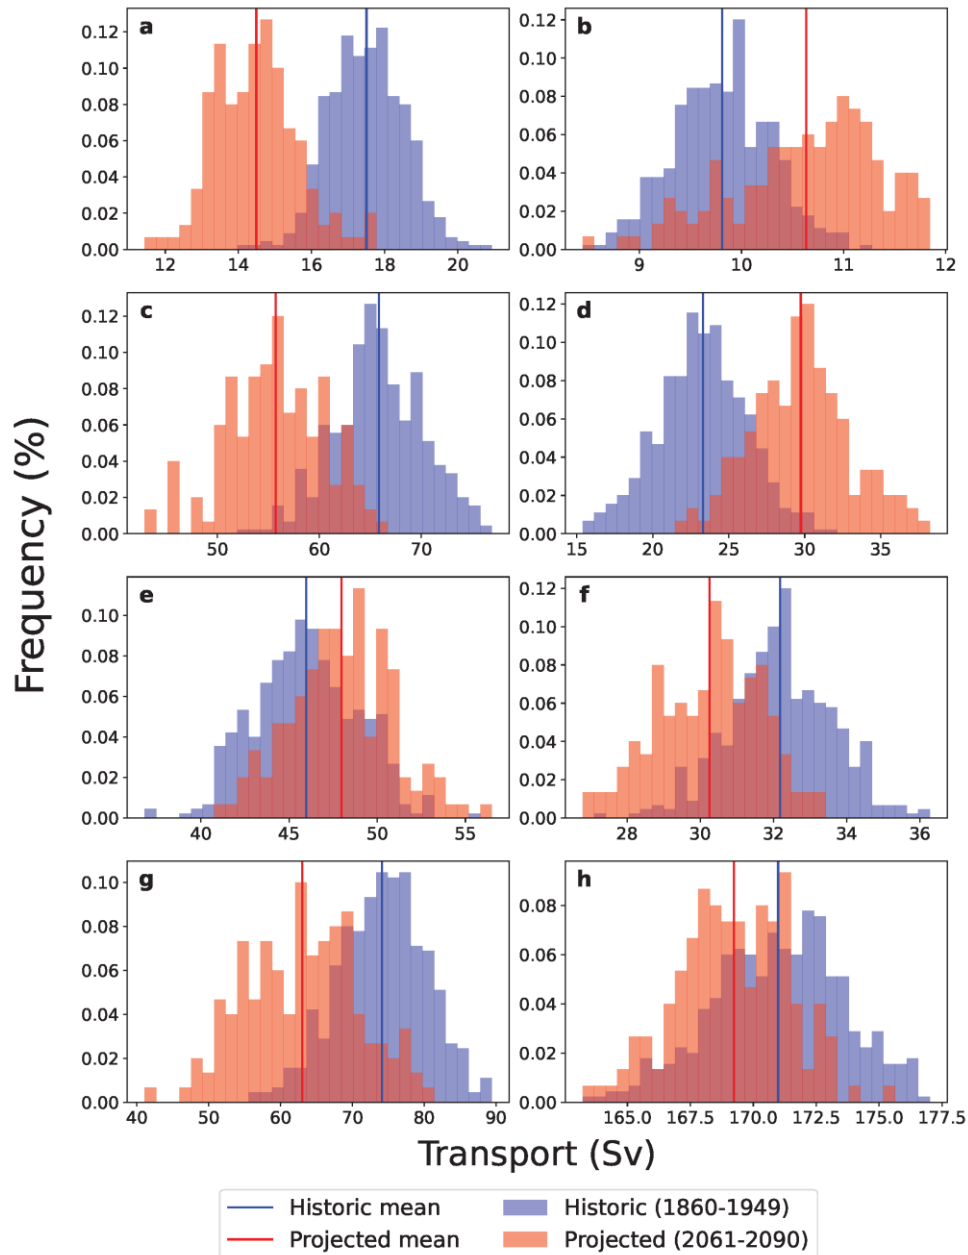 a
0.12
0.10
0.08
0.06
0.04
0.02
0.00
12 14 16 18 20
b
0.12
0.10
0.08
0.06
0.04
0.02
0.00
9 10 11 12
c
0.12
0.10
0.08
0.06
0.04
0.02
0.00
50 60 70
d
0.12
0.10
0.08
0.06
0.04
0.02
0.00
15 20 25 30 35
Frequency (%)
e
0.10
0.08
0.06
0.04
0.02
0.00
40 45 50 55
f
0.12
0.10
0.08
0.06
0.04
0.02
0.00
28 30 32 34 36
g
0.10
0.08
0.06
0.04
0.02
0.00
40 50 60 70 80 90
h
0.08
0.06
0.04
0.02
0.00
165.0 167.5 170.0 172.5 175.0 177.5
Transport (Sv)
Historic mean
Projected mean
Historic (1860-1949)
Projected (2061-2090)